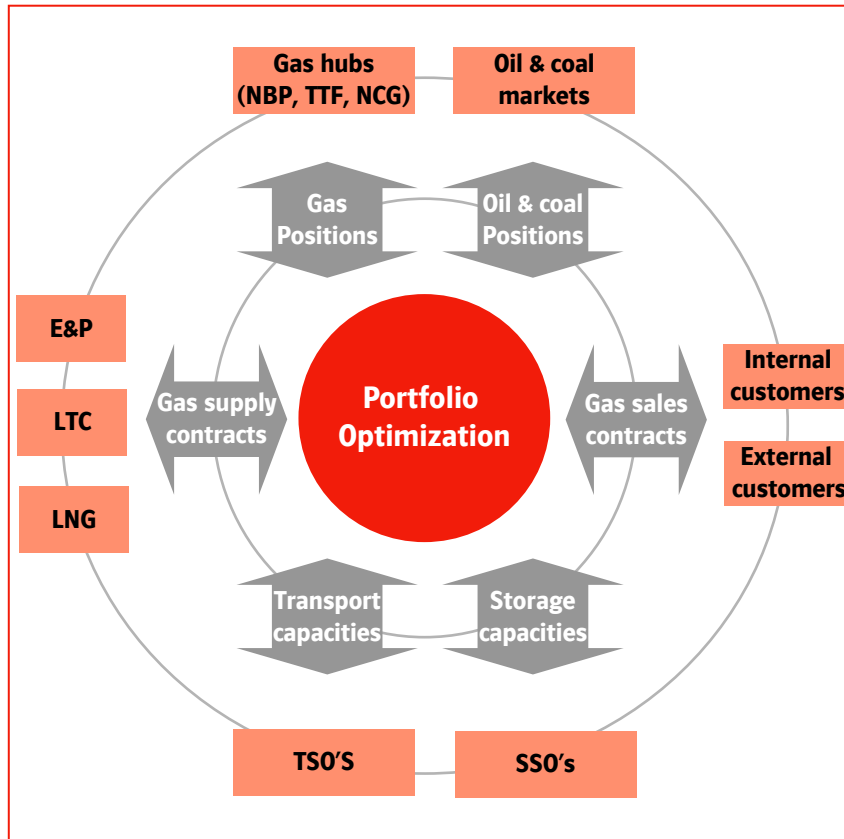 Gas hubs
(NBP, TTF, NCG)
Oil & coal
markets
Gas
Positions
Oil & coal
Positions
E&P
LTC
LNG
Gas supply
contracts
Portfolio
Optimization
Gas sales
contracts
Internal
customers
External
customers
Transport
capacities
Storage
capacities
TSO'S
SSO's